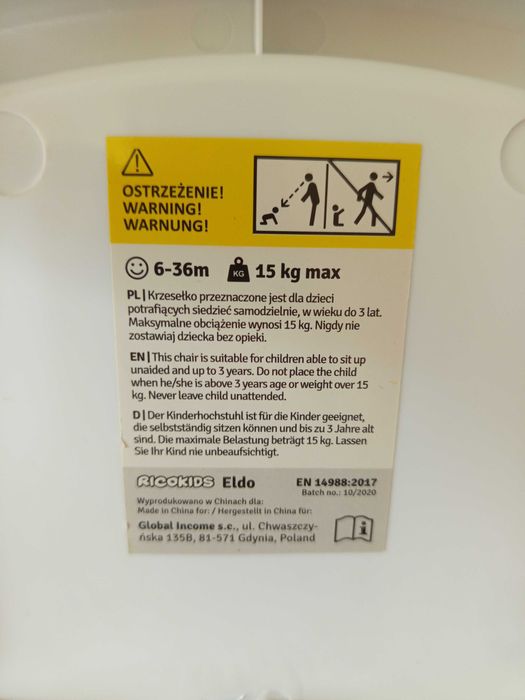 OSTRZEŻENIE!
WARNING!
WARNUNG!
6-36m KG 15 kg max
PL | Krzesełko przeznaczone jest dla dzieci
potrafiących siedzieć samodzielnie, w wieku do 3 lat.
Maksymalne obciążenie wynosi 15 kg. Nigdy nie
zostawiaj dziecka bez opieki.
EN | This chair is suitable for children able to sit up
unaided and up to 3 years. Do not place the child
when he/she is above 3 years age or weight over 15
kg. Never leave child unattended.
D | Der Kinderhochstuhl ist für die Kinder geeignet,
die selbstständig sitzen können und bis zu 3 Jahre alt
sind. Die maximale Belastung beträgt 15 kg. Lassen
Sie Ihr Kind nie unbeaufsichtigt.
RICOKIDS Eldo EN 14988:2017
Batch no.: 10/2020
Wyprodukowano w Chinach dla:
Made in China for: / Hergestellt in China für:
Global Income s.c., ul. Chwaszczy-
ńska 135B, 81-571 Gdynia, Poland